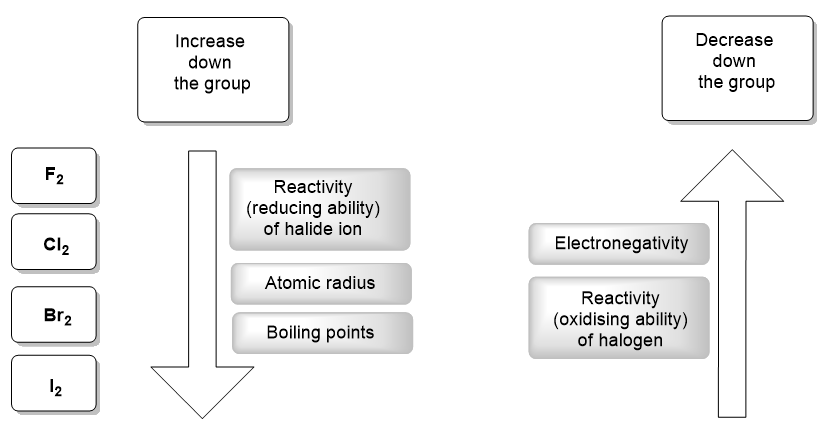 Increase
down
the group
Decrease
down
the group
F₂
Cl₂
Br₂
I₂
Reactivity
(reducing ability)
of halide ion
Atomic radius
Boiling points
Electronegativity
Reactivity
(oxidising ability)
of halogen